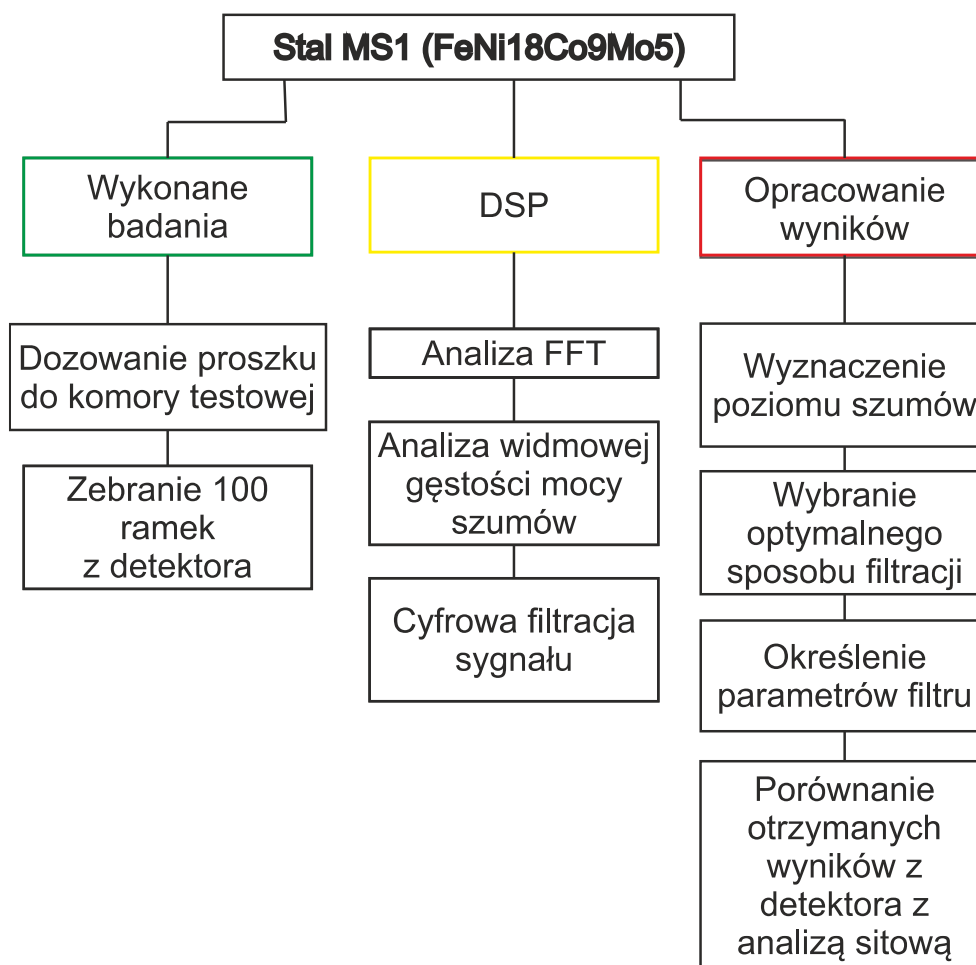 Stal MS1 (FeNi18Co9Mo5)
Wykonane
badania
Dozowanie proszku
do komory testowej
Zebranie 100
ramek
z detektora
DSP
Analiza FFT
Analiza widmowej
gęstości mocy
szumów
Cyfrowa filtracja
sygnału
Opracowanie
wyników
Wyznaczenie
poziomu szumów
Wybranie
optymalnego
sposobu filtracji
Określenie
parametrów filtru
Porównanie
otrzymanych
wyników z
detektora z
analizą sitową